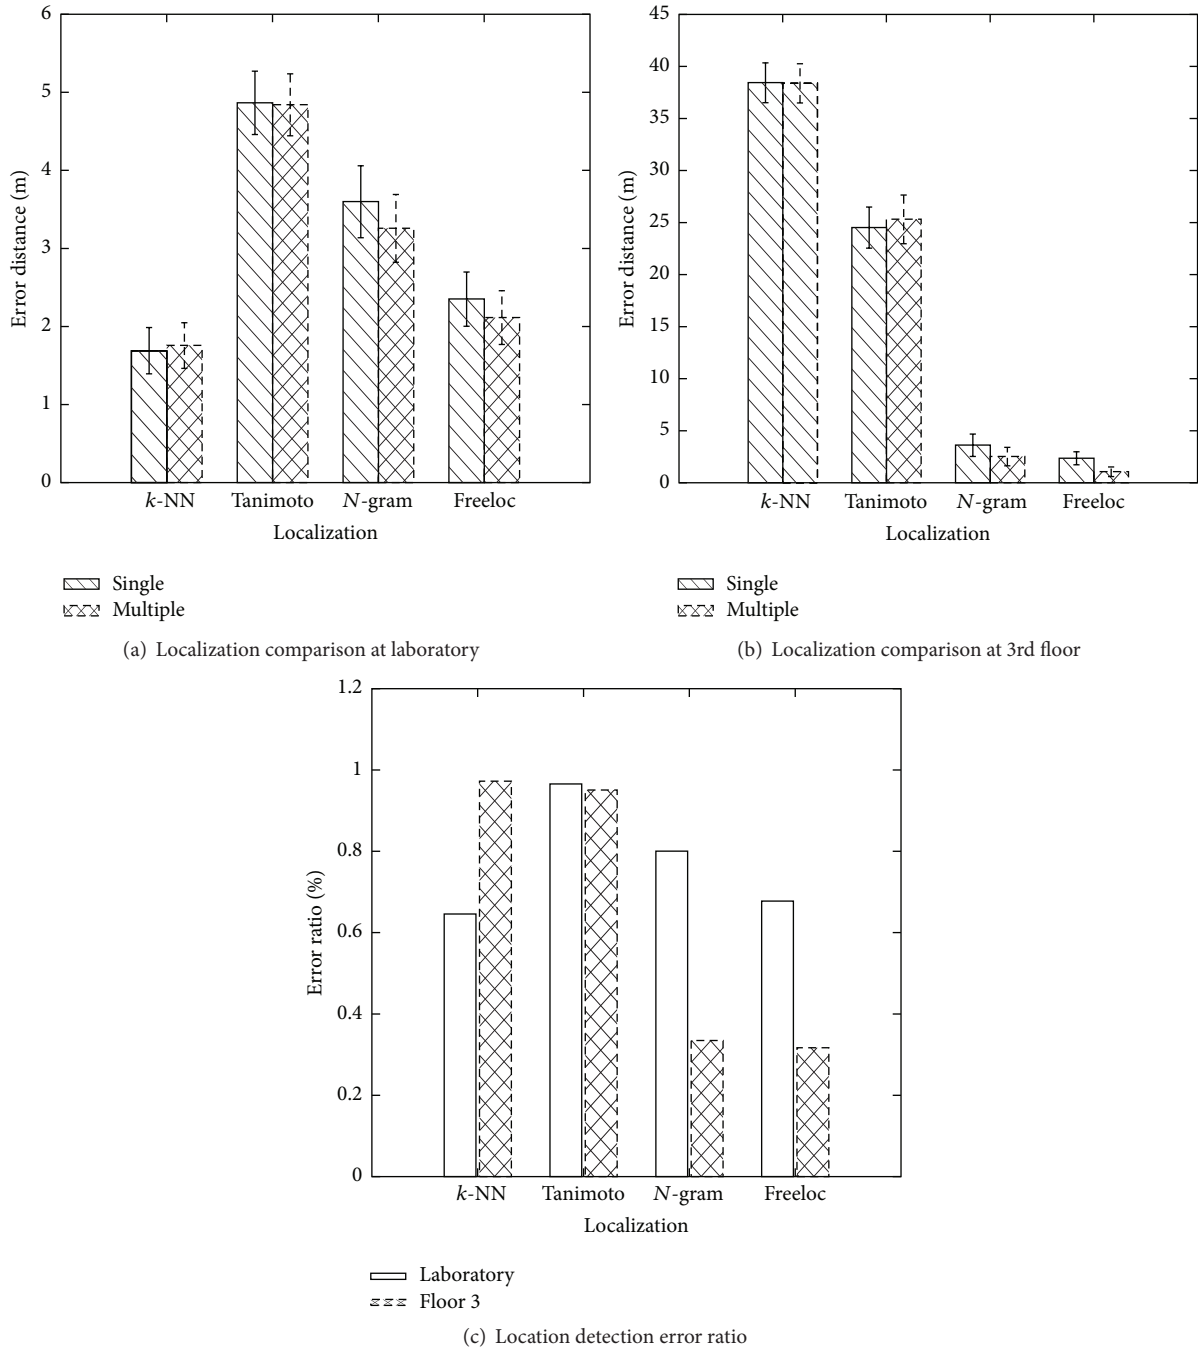 6
5
4
3
2
1
0
Error distance (m)
k-NN Tanimoto N-gram Freeloc
Localization
Single
Multiple
(a) Localization comparison at laboratory
45
40
35
30
25
20
15
10
5
0
Error distance (m)
k-NN Tanimoto N-gram Freeloc
Localization
Single
Multiple
(b) Localization comparison at 3rd floor
1.2
1
0.8
0.6
0.4
0.2
0
Error ratio (%)
k-NN Tanimoto N-gram Freeloc
Localization
Laboratory
Floor 3
(c) Location detection error ratio